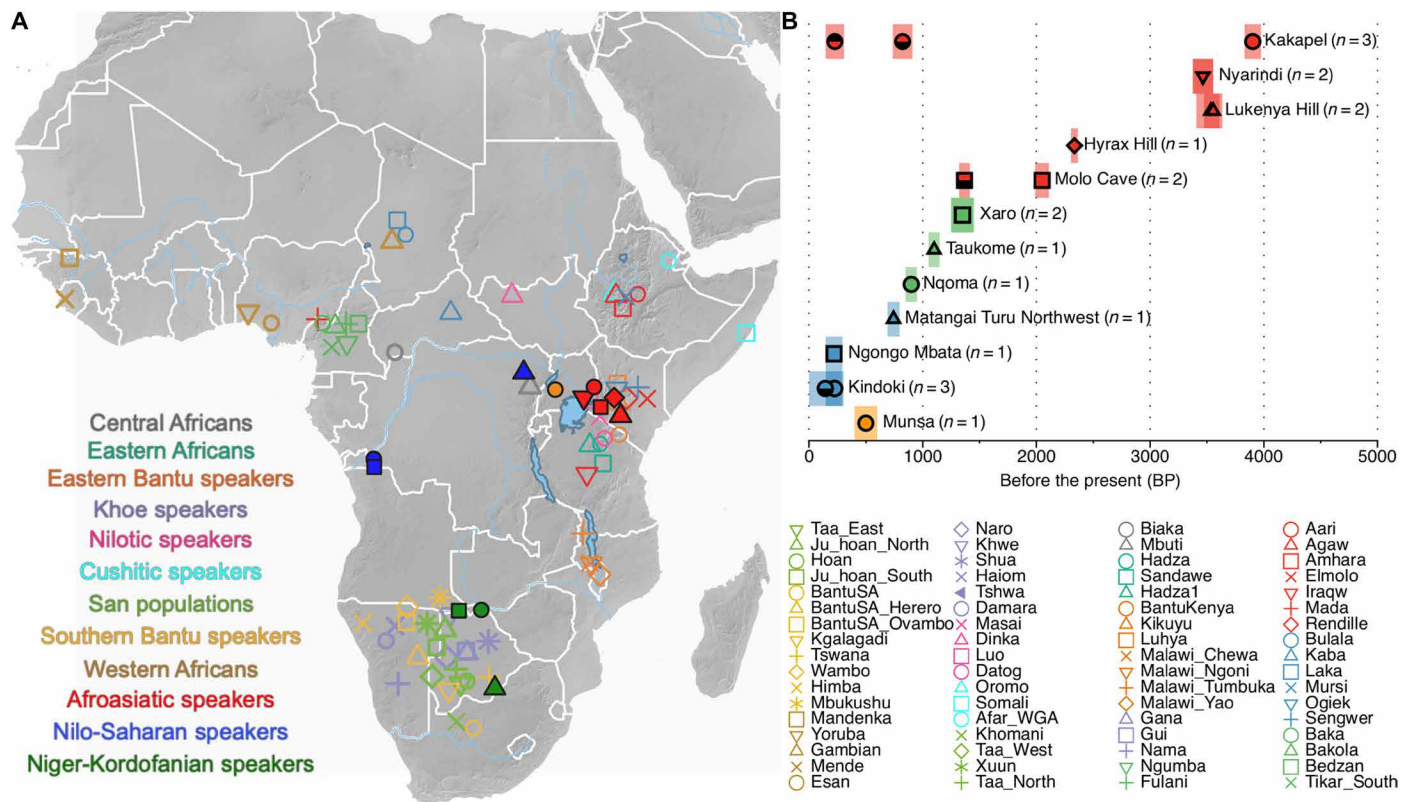 A
Central Africans
Eastern Africans
Eastern Bantu speakers
Khoe speakers
Nilotic speakers
Cushitic speakers
San populations
Southern Bantu speakers
Western Africans
Afroasiatic speakers
Nilo-Saharan speakers
Niger-Kordofanian speakers
B
Kakapel (n = 3)
Nyarindi (n = 2)
Lukenya Hill (n = 2)
Hyrax Hill (n = 1)
Molo Cave (n = 2)
Xaro (n = 2)
Taukome (n = 1)
Nqoma (n = 1)
Matangai Turu Northwest (n = 1)
Ngongo Mbata (n = 1)
Kindoki (n = 3)
Munsa (n = 1)
0 1000 2000 3000 4000 5000
Before the present (BP)
Taa_East
Ju_hoan_North
Hoan
Ju_hoan_South
BantuSA
BantuSA_Herero
BantuSA_Ovambo
Kgalagadi
Tswana
Wambo
Himba
Mbukushu
Mandenka
Yoruba
Gambian
Mende
Esan
Naro
Khwe
Shua
Haiom
Tshwa
Damara
Masai
Dinka
Luo
Datog
Oromo
Somali
Afar_WGA
Khomani
Taa_West
Xuun
Taa_North
Biaka
Mbuti
Hadza
Sandawe
Hadza1
BantuKenya
Kikuyu
Luhya
Malawi_Chewa
Malawi_Ngoni
Malawi_Tumbuka
Malawi_Yao
Gana
Gui
Nama
Ngumba
Fulani
Aari
Agaw
Amhara
Elmolo
Iraqw
Mada
Rendille
Bulala
Kaba
Laka
Mursi
Ogiek
Sengwer
Baka
Bakola
Bedzan
Tikar_South